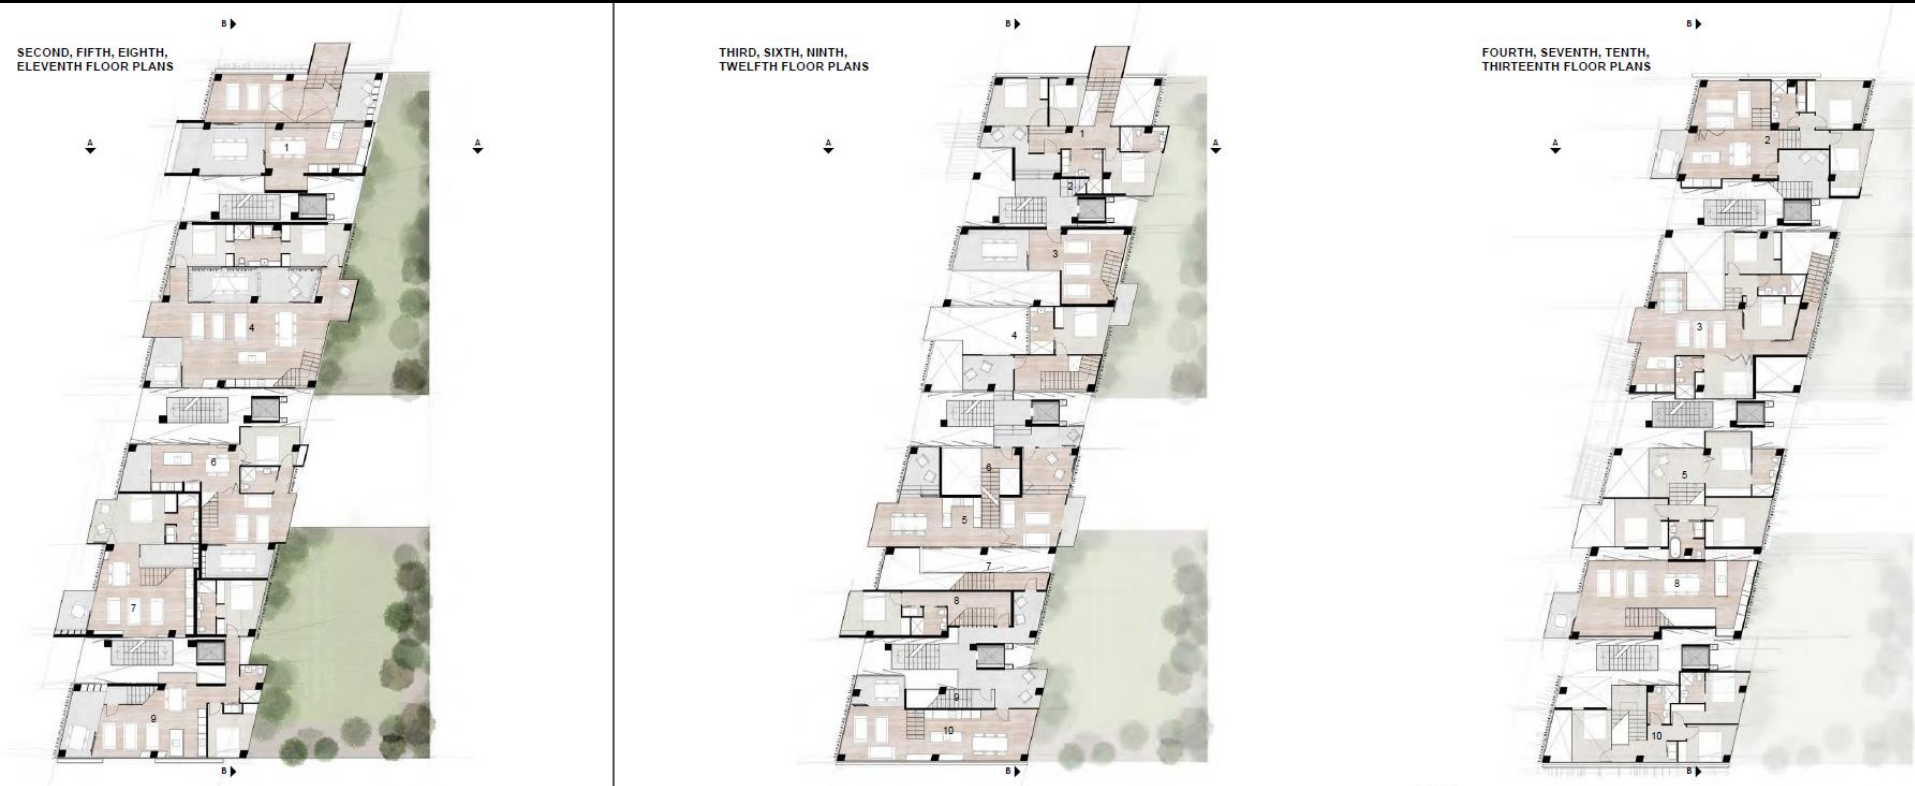 B
SECOND, FIFTH, EIGHTH,
ELEVENTH FLOOR PLANS
A
A
1
4
6
7
9
B
B
THIRD, SIXTH, NINTH,
TWELFTH FLOOR PLANS
A
A
1
2
3
4
6
5
7
8
9
10
B
B
FOURTH, SEVENTH, TENTH,
THIRTEENTH FLOOR PLANS
A
2
3
5
8
10
B